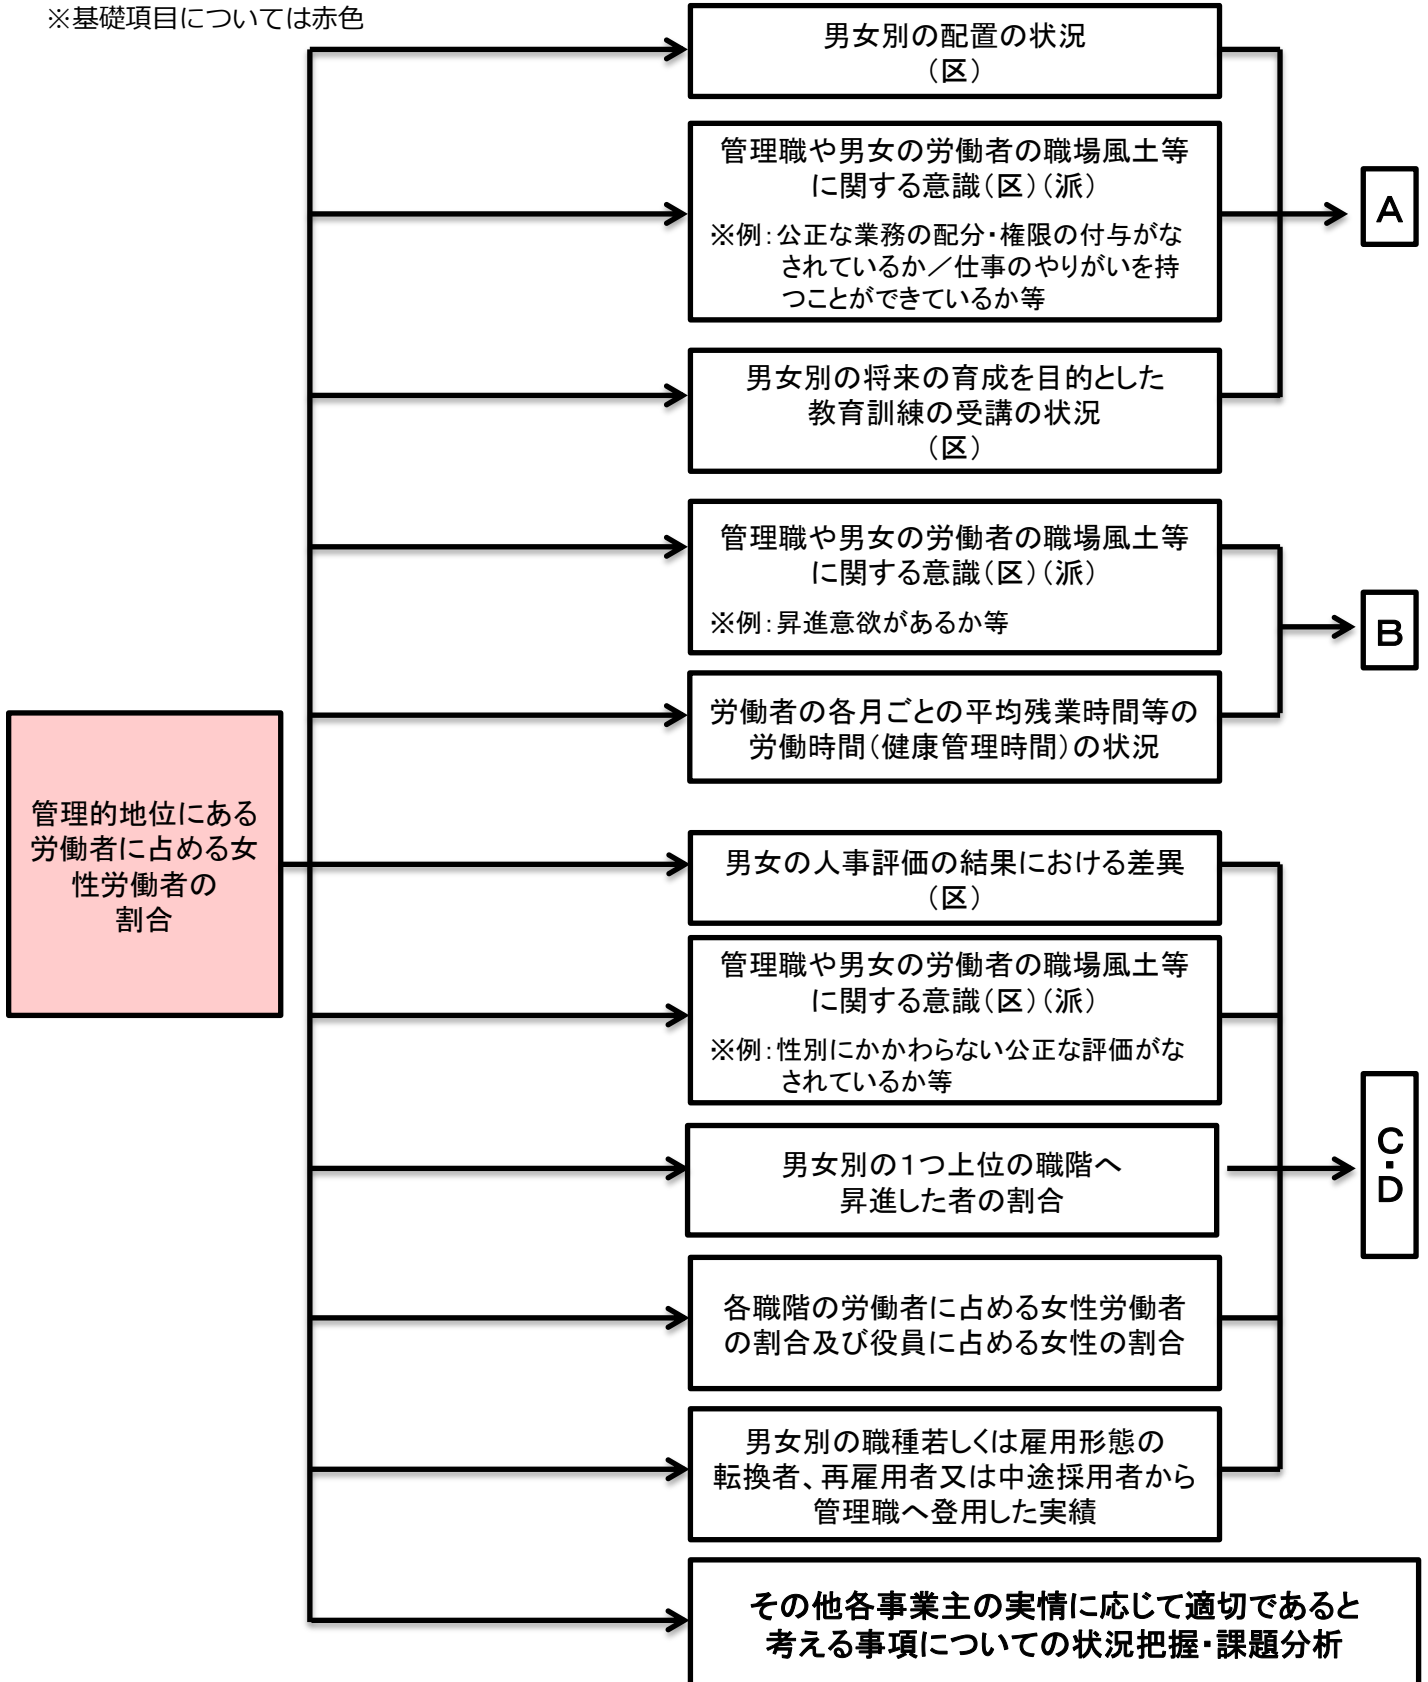 ※基礎項目については赤色
男女別の配置の状況
（区）
管理職や男女の労働者の職場風土等
に関する意識（区）（派）
※例：公正な業務の配分・権限の付与がな
されているか／仕事のやりがいを持
つことができているか等
A
男女別の将来の育成を目的とした
教育訓練の受講の状況
（区）
管理職や男女の労働者の職場風土等
に関する意識（区）（派）
※例：昇進意欲があるか等
B
労働者の各月ごとの平均残業時間等の
労働時間（健康管理時間）の状況
管理的地位にある
労働者に占める女
性労働者の
割合
男女の人事評価の結果における差異
（区）
管理職や男女の労働者の職場風土等
に関する意識（区）（派）
※例：性別にかかわらない公正な評価がな
されているか等
男女別の１つ上位の職階へ
昇進した者の割合
C・D
各職階の労働者に占める女性労働者
の割合及び役員に占める女性の割合
男女別の職種若しくは雇用形態の
転換者、再雇用者又は中途採用者から
管理職へ登用した実績
その他各事業主の実情に応じて適切であると
考える事項についての状況把握・課題分析